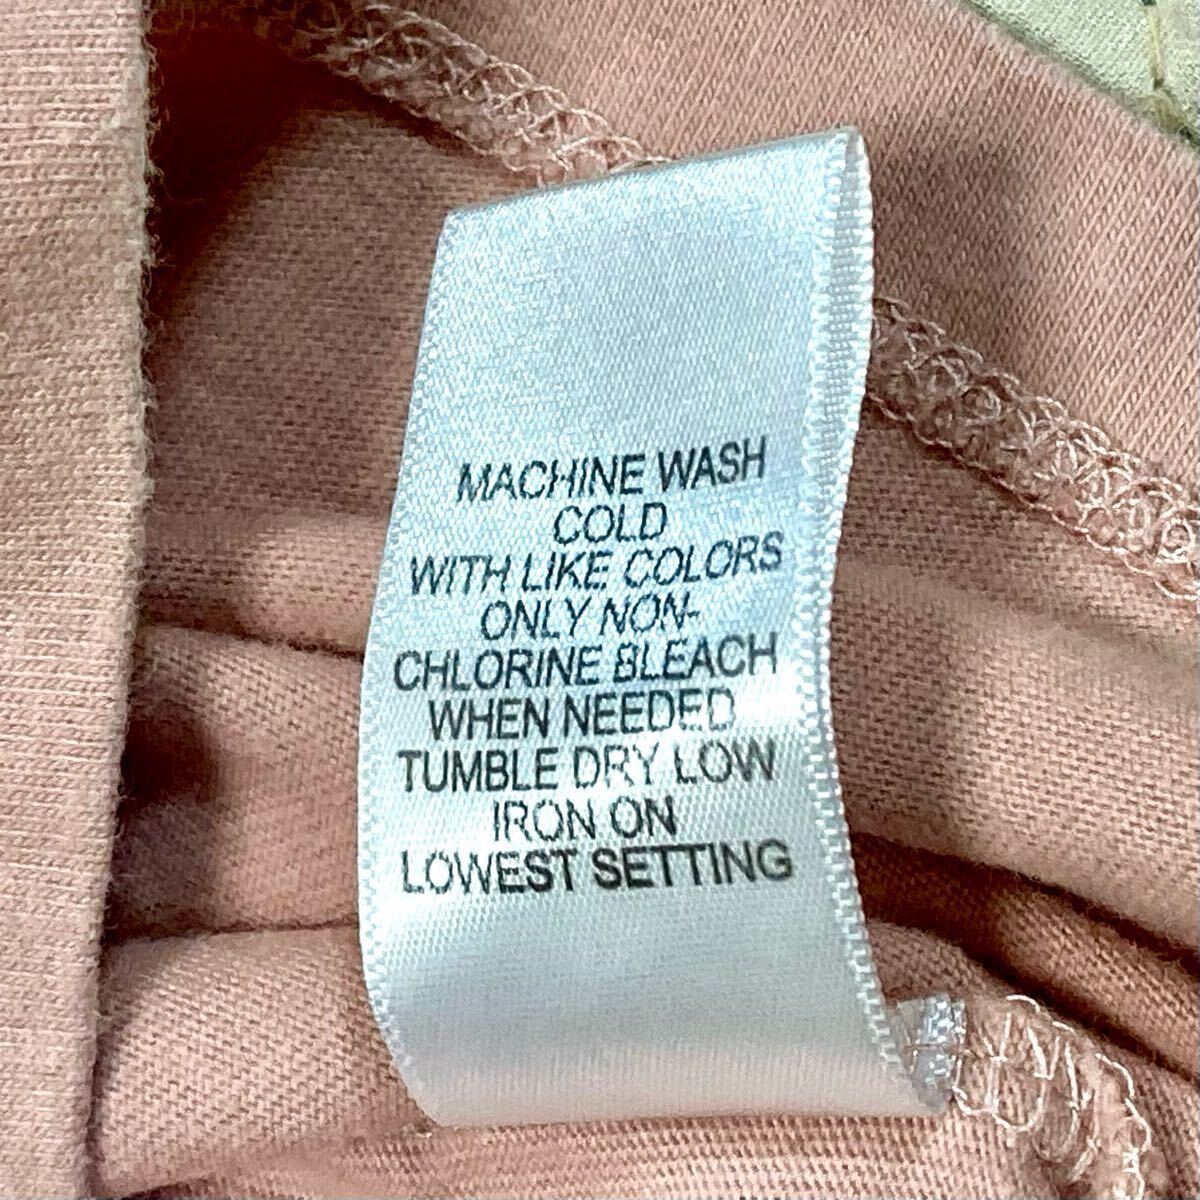 MACHINE WASH
COLD
WITH LIKE COLORS
ONLY NON-
CHLORINE BLEACH
WHEN NEEDED
TUMBLE DRY LOW
IRON ON
LOWEST SETTING